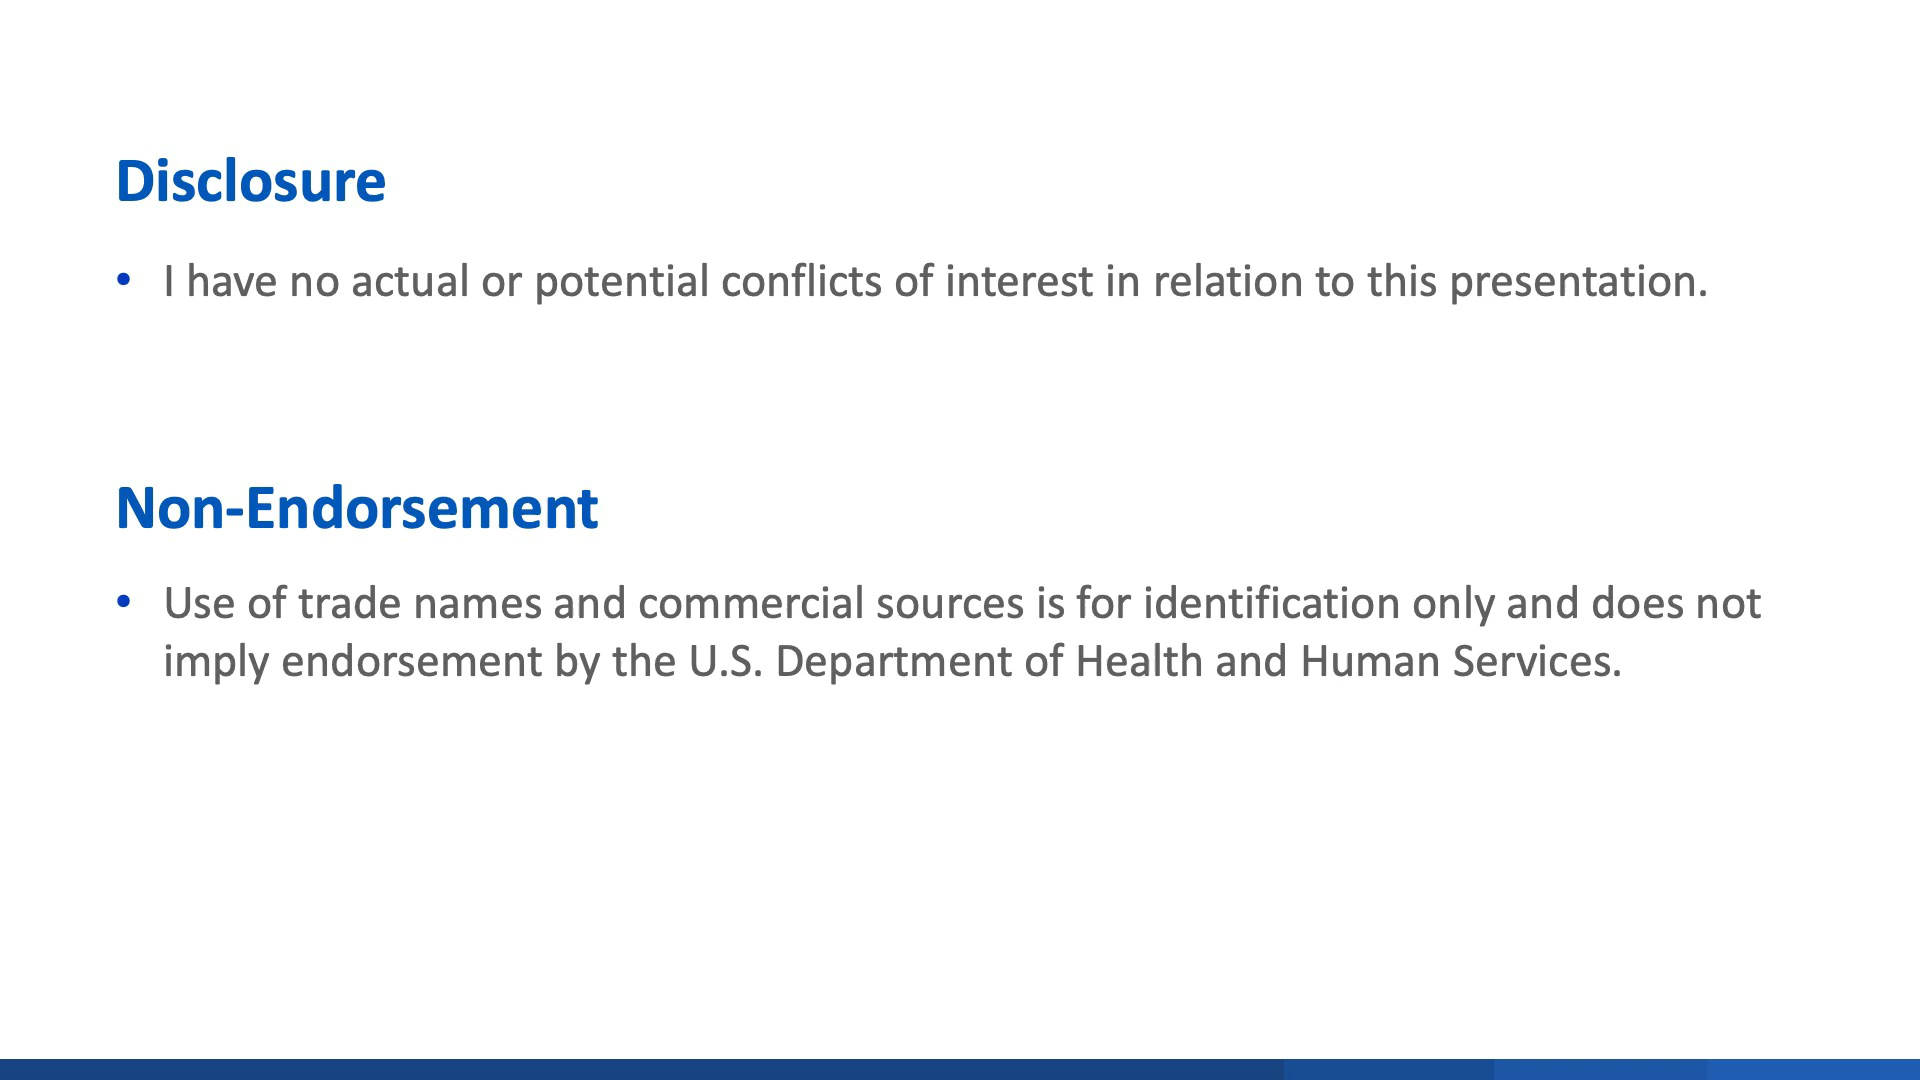 Disclosure
• I have no actual or potential conflicts of interest in relation to this presentation.
Non-Endorsement
• Use of trade names and commercial sources is for identification only and does not
imply endorsement by the U.S. Department of Health and Human Services.